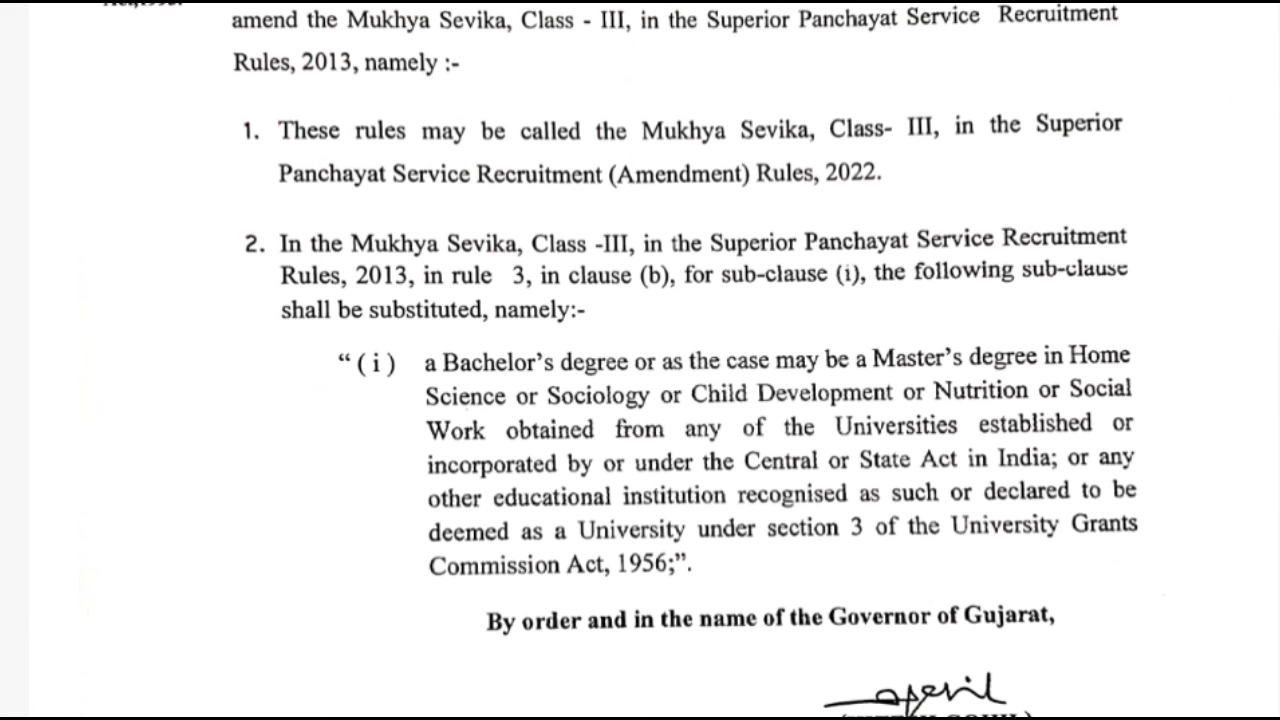 amend the Mukhya Sevika, Class - III, in the Superior Panchayat Service Recruitment
Rules, 2013, namely :-
1. These rules may be called the Mukhya Sevika, Class- III, in the Superior
Panchayat Service Recruitment (Amendment) Rules, 2022.
2. In the Mukhya Sevika, Class -III, in the Superior Panchayat Service Recruitment
Rules, 2013, in rule 3, in clause (b), for sub-clause (i), the following sub-clause
shall be substituted, namely:-
“(i) a Bachelor’s degree or as the case may be a Master’s degree in Home
Science or Sociology or Child Development or Nutrition or Social
Work obtained from any of the Universities established or
incorporated by or under the Central or State Act in India; or any
other educational institution recognised as such or declared to be
deemed as a University under section 3 of the University Grants
Commission Act, 1956;”.
By order and in the name of the Governor of Gujarat,